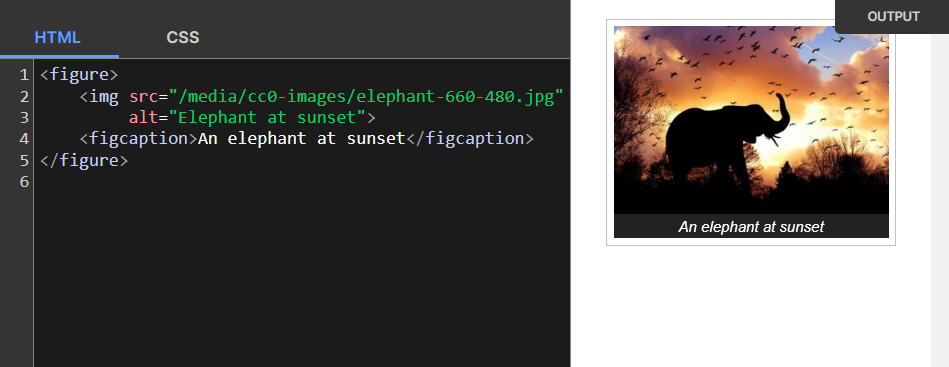 HTML
CSS
OUTPUT
1 <figure>
2     <img src="/media/cc0-images/elephant-660-480.jpg"
3          alt="Elephant at sunset">
4     <figcaption>An elephant at sunset</figcaption>
5 </figure>
6
An elephant at sunset